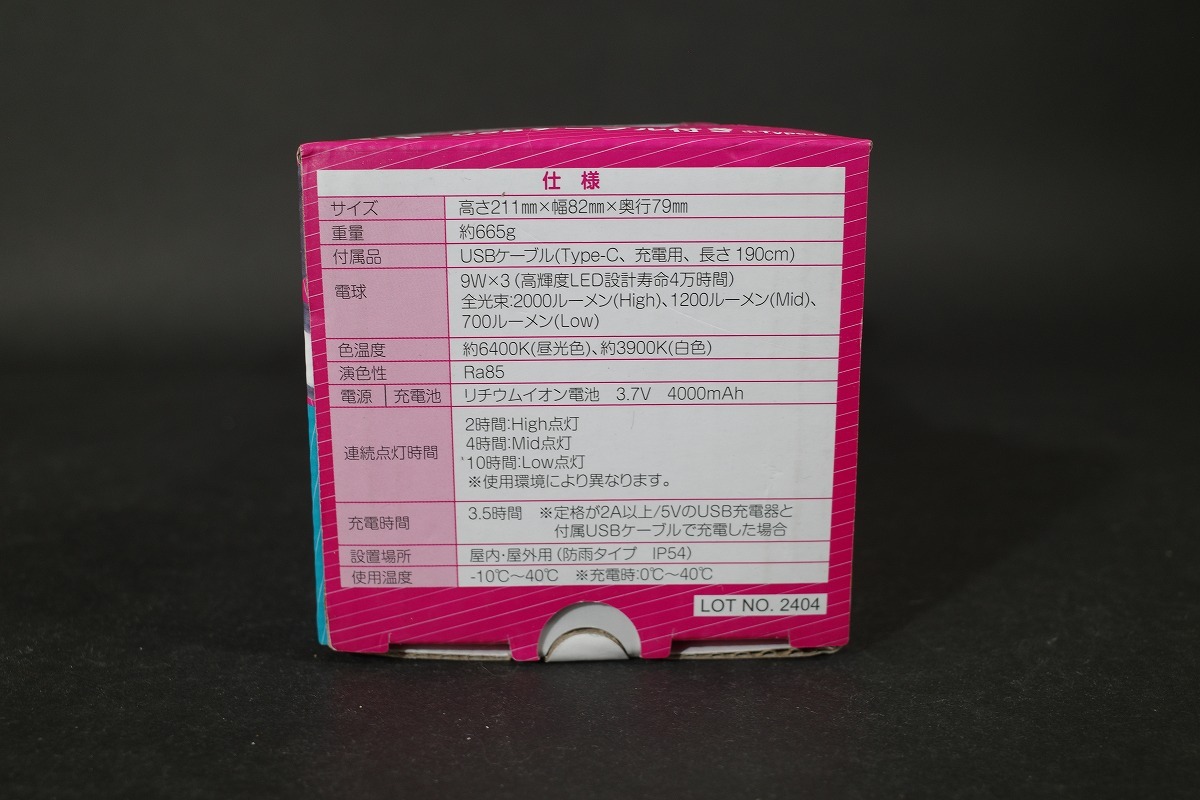 仕様
サイズ 高さ211㎜×幅82㎜×奥行79㎜
重量 約665g
付属品 USBケーブル(Type-C、充電用、長さ190cm)
電球 9W×3(高輝度LED設計寿命4万時間)
全光束:2000ルーメン(High)、1200ルーメン(Mid)、
700ルーメン(Low)
色温度 約6400K(昼光色)、約3900K(白色)
演色性 Ra85
電源 充電池 リチウムイオン電池 3.7V 4000mAh
連続点灯時間 2時間:High点灯
4時間:Mid点灯
10時間:Low点灯
※使用環境により異なります。
充電時間 3.5時間 ※定格が2A以上/5VのUSB充電器と
付属USBケーブルで充電した場合
設置場所 屋内・屋外用(防雨タイプ IP54)
使用温度 -10℃～40℃ ※充電時:0℃～40℃
LOT NO. 2404